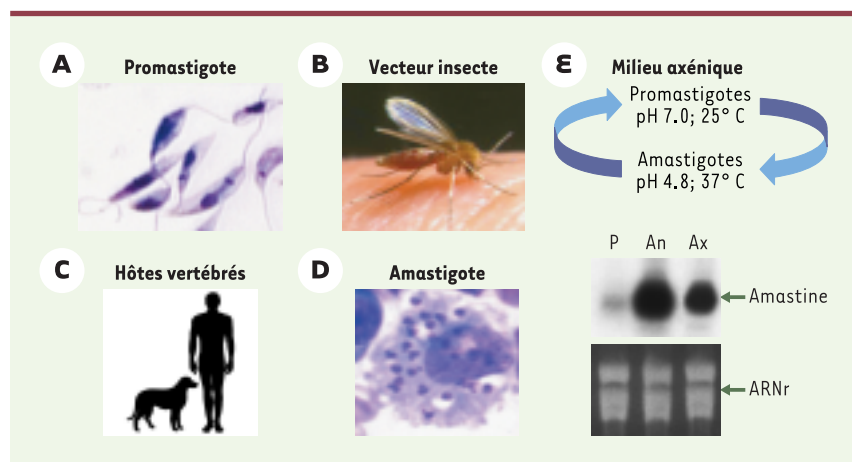 A Promastigote
B Vecteur insecte
C Hôtes vertébrés
D Amastigote
E Milieu axénique
Promastigotes
pH 7.0; 25° C
Amastigotes
pH 4.8; 37° C
P An Ax
Amastine
ARNr